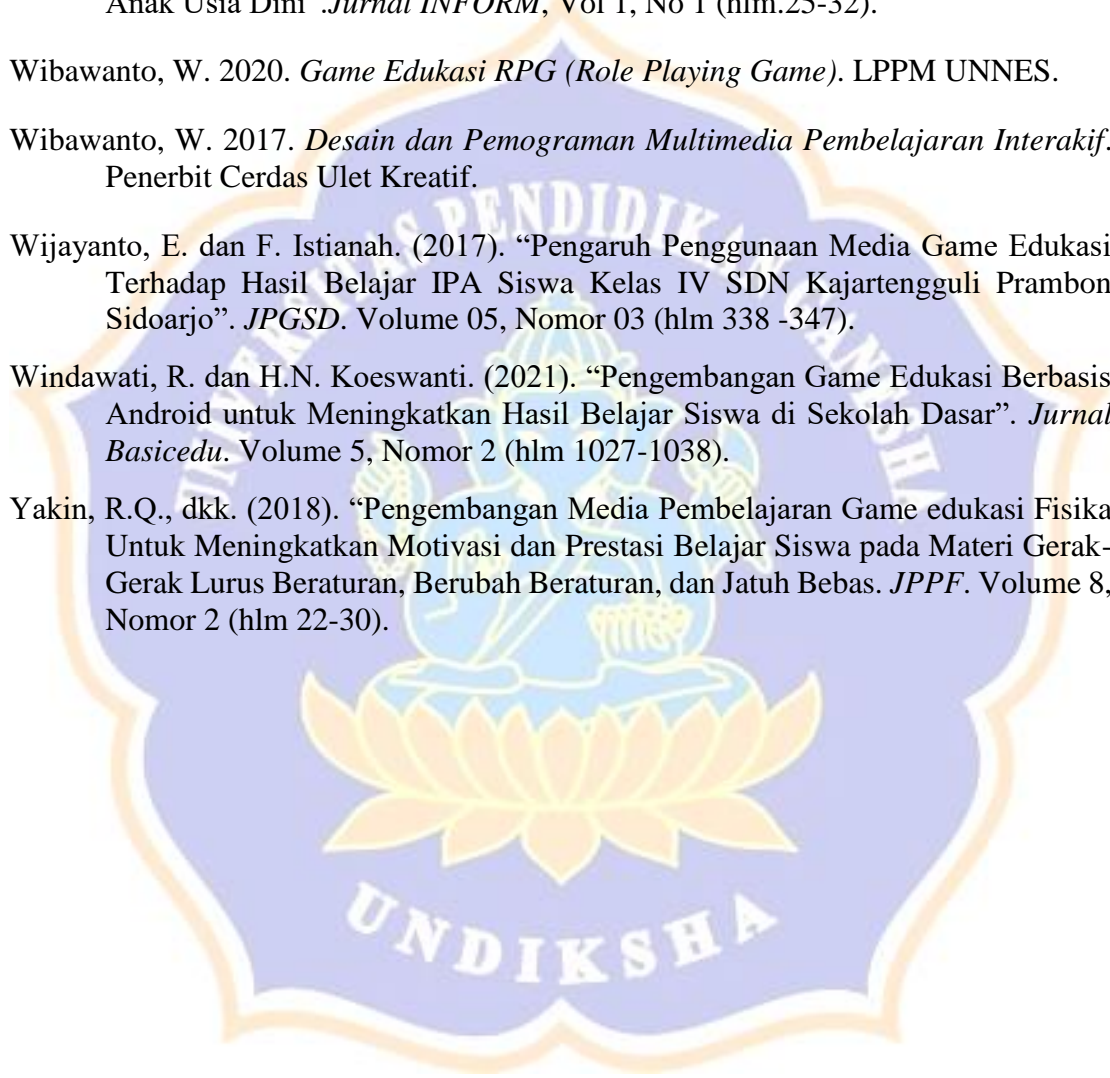 Anak Usia Dini".Jurnal INFORM, Vol 1, No 1 (hlm.25-32).
Wibawanto, W. 2020. Game Edukasi RPG (Role Playing Game). LPPM UNNES.
Wibawanto, W. 2017. Desain dan Pemograman Multimedia Pembelajaran Interakif.
Penerbit Cerdas Ulet Kreatif.
Wijayanto, E. dan F. Istianah. (2017). “Pengaruh Penggunaan Media Game Edukasi
Terhadap Hasil Belajar IPA Siswa Kelas IV SDN Kajartengguli Prambon
Sidoarjo”. JPGSD. Volume 05, Nomor 03 (hlm 338 -347).
Windawati, R. dan H.N. Koeswanti. (2021). “Pengembangan Game Edukasi Berbasis
Android untuk Meningkatkan Hasil Belajar Siswa di Sekolah Dasar”. Jurnal
Basicedu. Volume 5, Nomor 2 (hlm 1027-1038).
Yakin, R.Q., dkk. (2018). “Pengembangan Media Pembelajaran Game edukasi Fisika
Untuk Meningkatkan Motivasi dan Prestasi Belajar Siswa pada Materi Gerak-
Gerak Lurus Beraturan, Berubah Beraturan, dan Jatuh Bebas. JPPF. Volume 8,
Nomor 2 (hlm 22-30).
UNIVERSITAS PENDIDIKAN GANESHA
UNDIKSHA